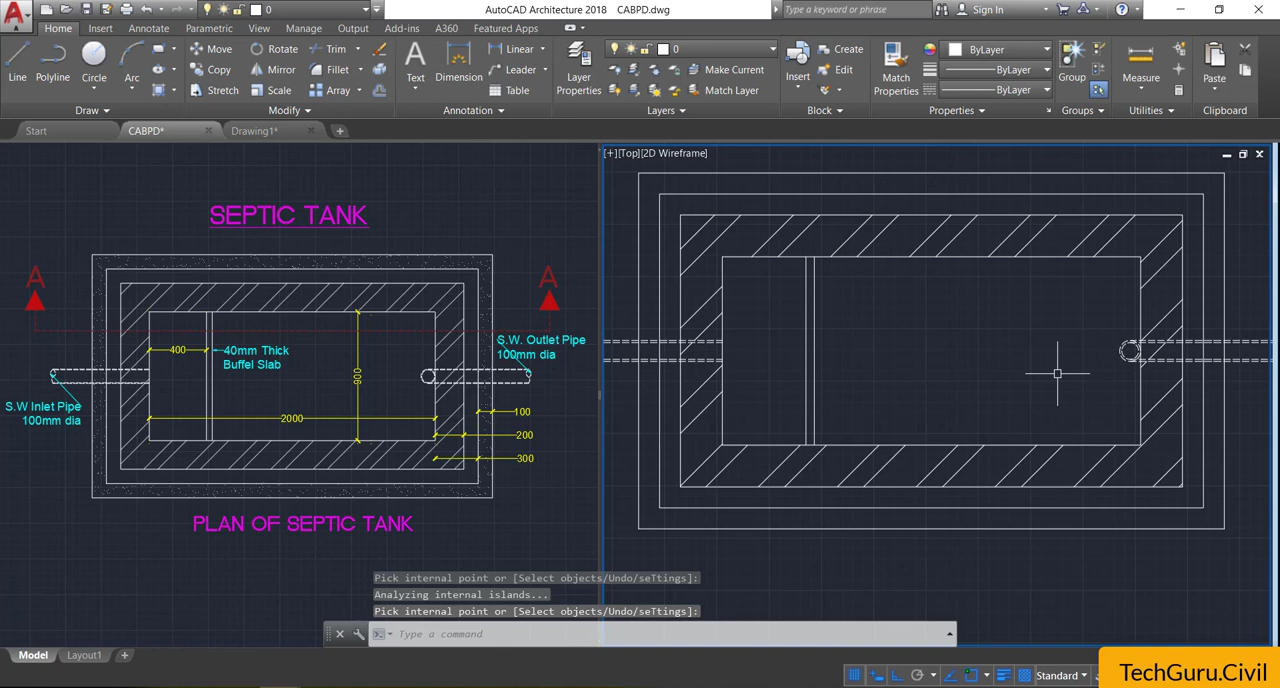 AutoCAD Architecture 2018 CABPD.dwg
0
Type a keyword or phrase
Sign In
Home Insert Annotate Parametric View Manage Output Add-ins A360 Featured Apps
Line Polyline Circle Arc
Move Rotate Trim
Copy Mirror Fillet
Stretch Scale Array
Text Dimension
Linear
Leader
Table
Layer Properties
0
Make Current
Match Layer
Insert
Create
Edit
Match Properties
ByLayer
ByLayer
ByLayer
Group
Measure
Paste
Draw Modify Annotation Layers Block Properties Groups Utilities Clipboard
Start CABPD* Drawing1*
[+][Top][2D Wireframe]
SEPTIC TANK
A A
S.W. Outlet Pipe
100mm dia
400
40mm Thick
Buffel Slab
900
S.W Inlet Pipe
100mm dia
2000
100
200
300
PLAN OF SEPTIC TANK
Pick internal point or [Select objects/Undo/seTtings]:
Analyzing internal islands...
Pick internal point or [Select objects/Undo/seTtings]:
Type a command
Model Layout1
Standard
TechGuru.Civil